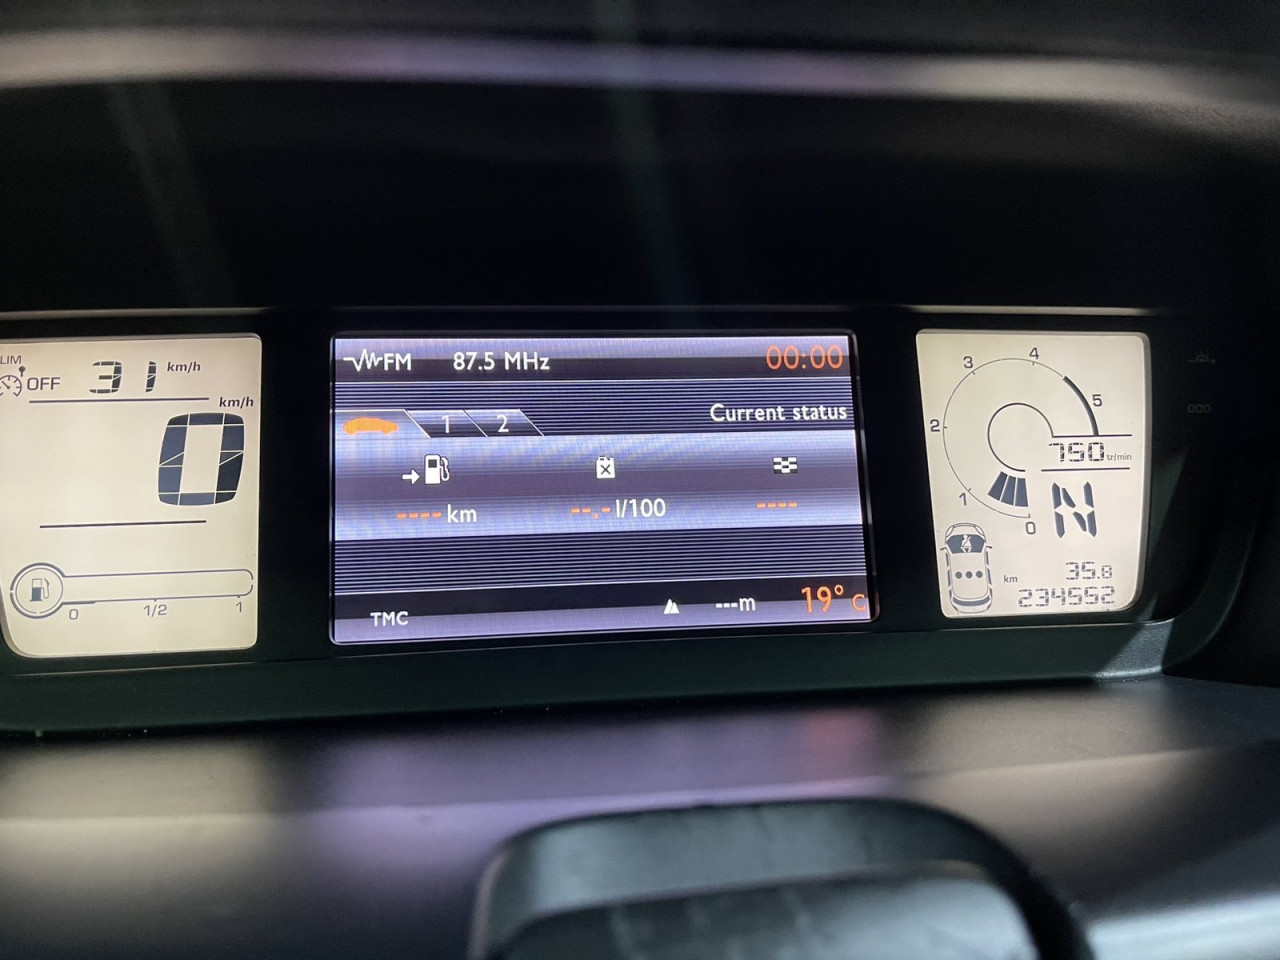 LIM
OFF 31 km/h
km/h
0
0 1/2 1
FM 87.5 MHz 00:00
1 2 Current status
---- km --.- l/100 ----
TMC ---m 19° C
3 4
2 5
750 tr/min
1
0 N
km 35.8
234552